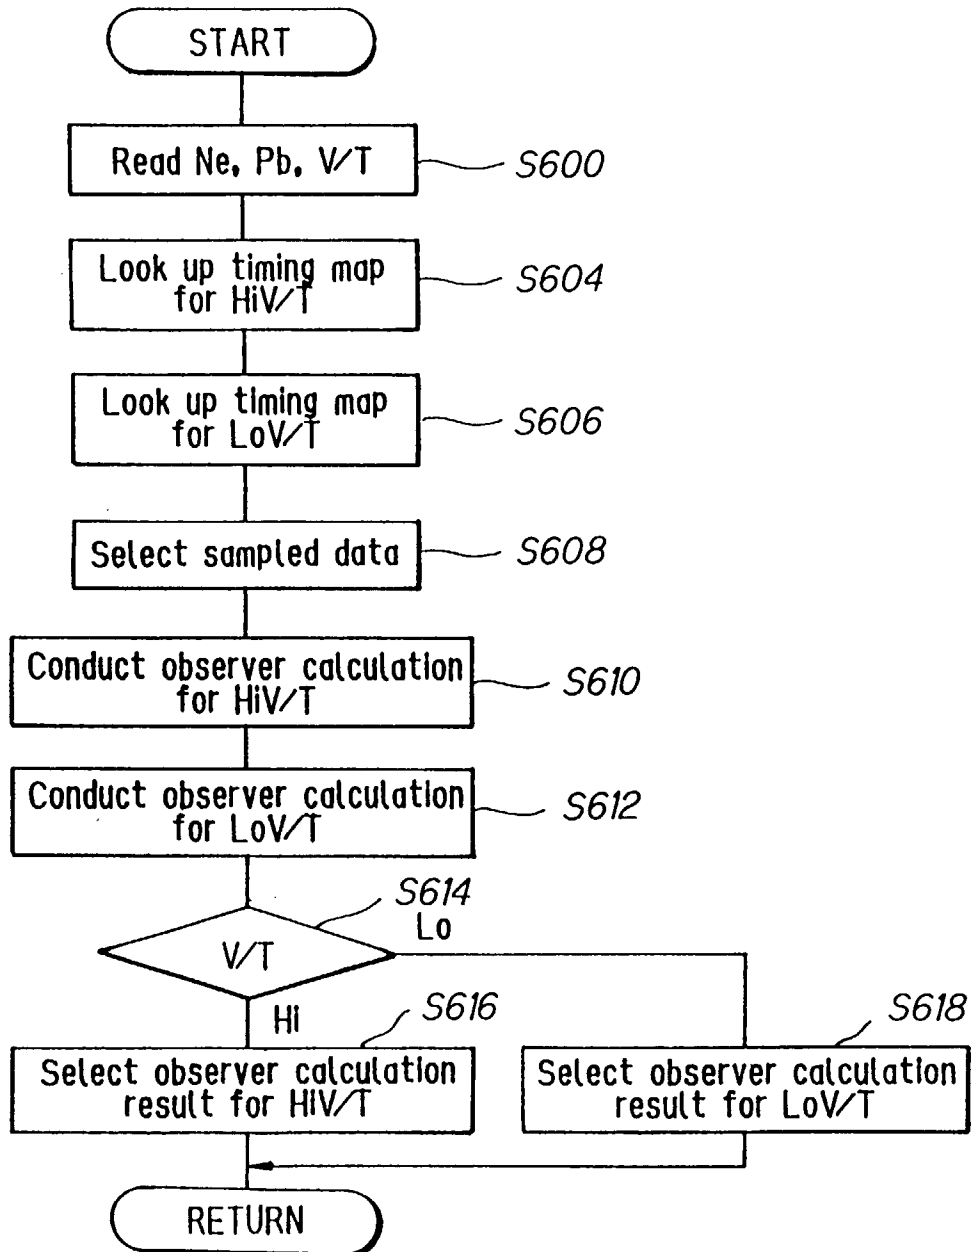 START
Read Ne, Pb, V/T
S600
Look up timing map
for HiV/T
S604
Look up timing map
for LoV/T
S606
Select sampled data
S608
Conduct observer calculation
for HiV/T
S610
Conduct observer calculation
for LoV/T
S612
S614
V/T
Lo
Hi
S616
Select observer calculation
result for HiV/T
S618
Select observer calculation
result for LoV/T
RETURN